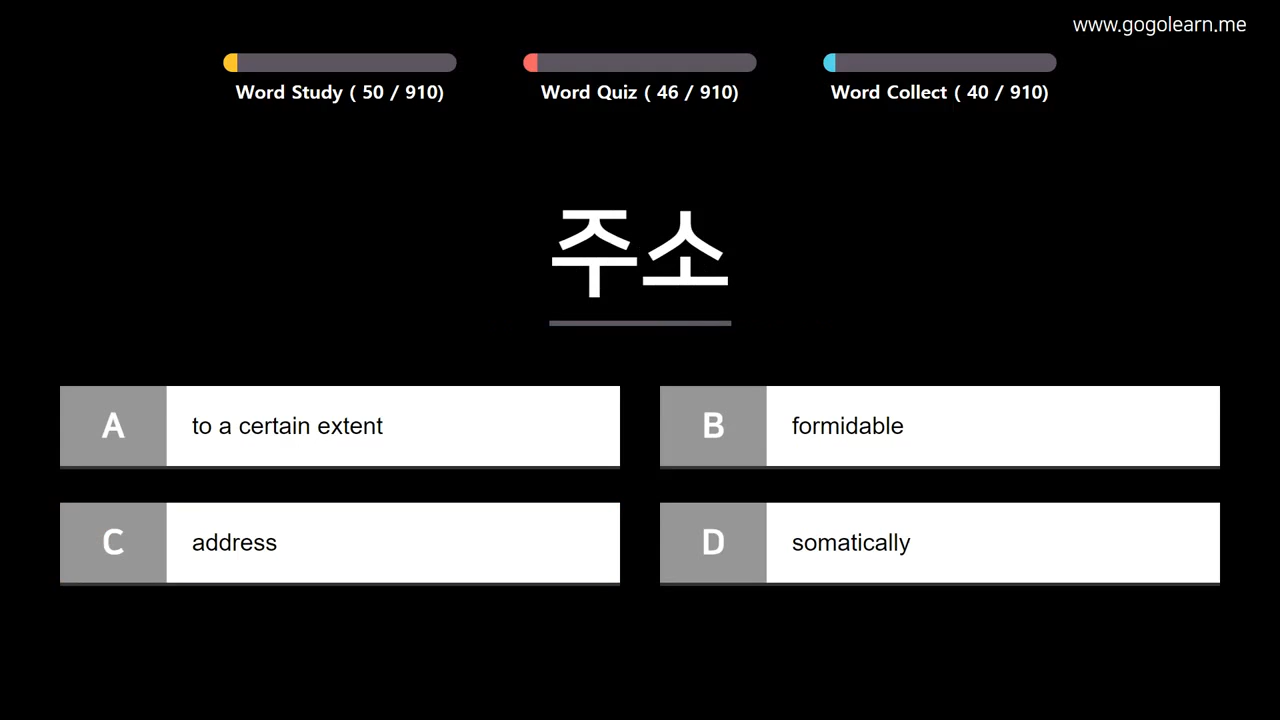 www.gogolearn.me
Word Study ( 50 / 910)
Word Quiz ( 46 / 910)
Word Collect ( 40 / 910)
주소
A to a certain extent
B formidable
C address
D somatically